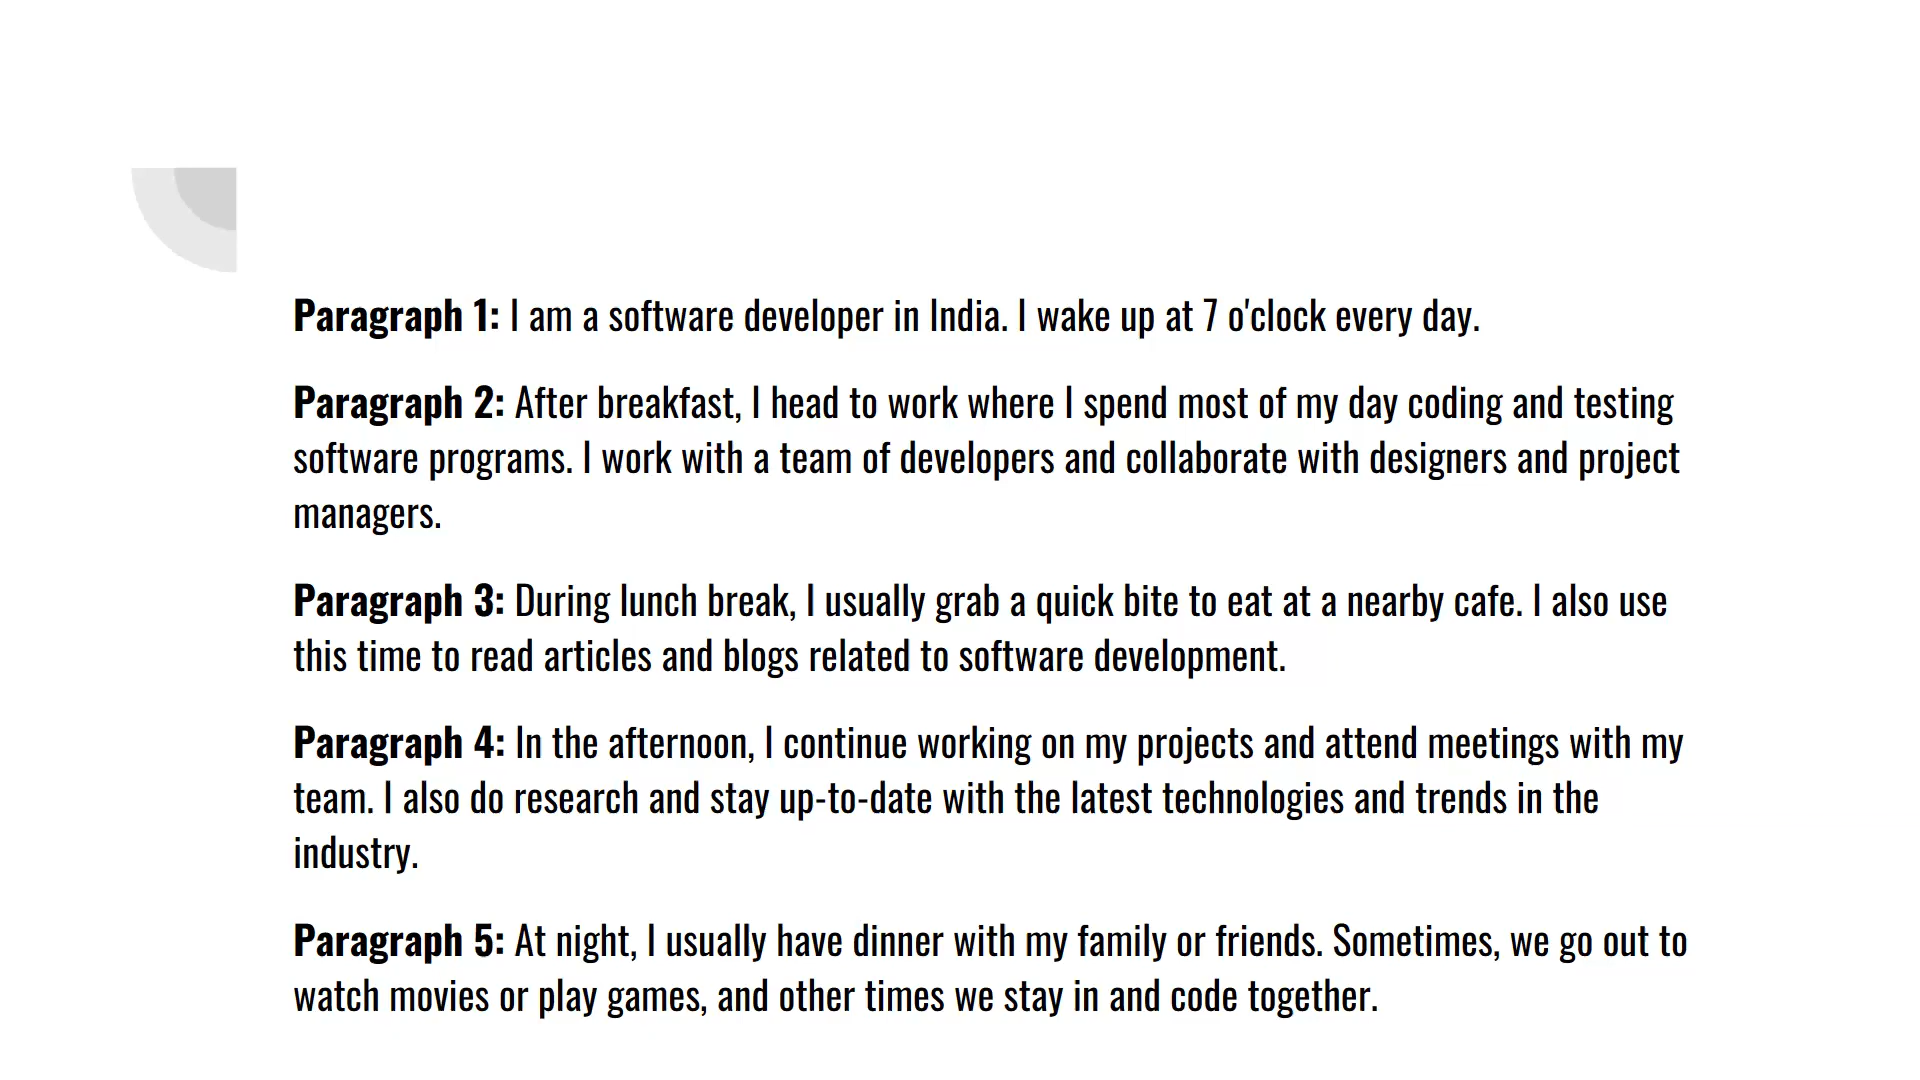 Paragraph 1: I am a software developer in India. I wake up at 7 o'clock every day.
Paragraph 2: After breakfast, I head to work where I spend most of my day coding and testing
software programs. I work with a team of developers and collaborate with designers and project
managers.
Paragraph 3: During lunch break, I usually grab a quick bite to eat at a nearby cafe. I also use
this time to read articles and blogs related to software development.
Paragraph 4: In the afternoon, I continue working on my projects and attend meetings with my
team. I also do research and stay up-to-date with the latest technologies and trends in the
industry.
Paragraph 5: At night, I usually have dinner with my family or friends. Sometimes, we go out to
watch movies or play games, and other times we stay in and code together.